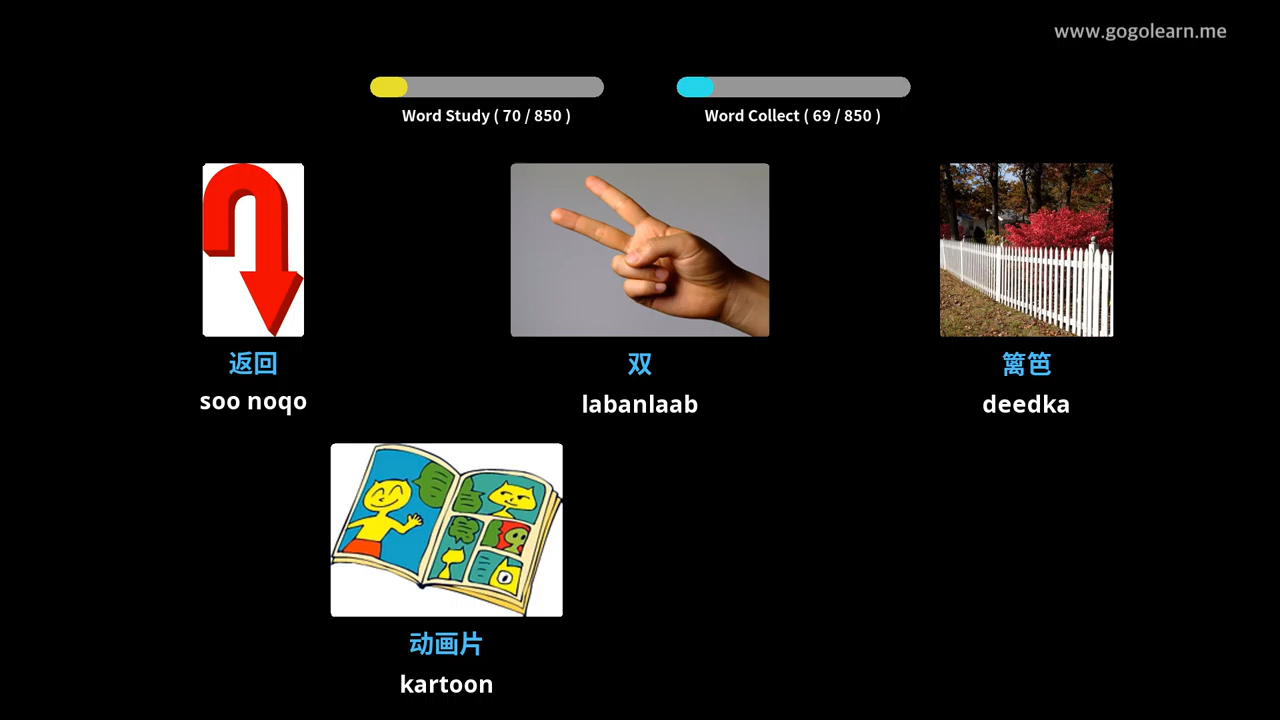 www.gogolearn.me
Word Study ( 70 / 850 )
Word Collect ( 69 / 850 )
返回
双
篱笆
soo noqo
labanlaab
deedka
动画片
kartoon